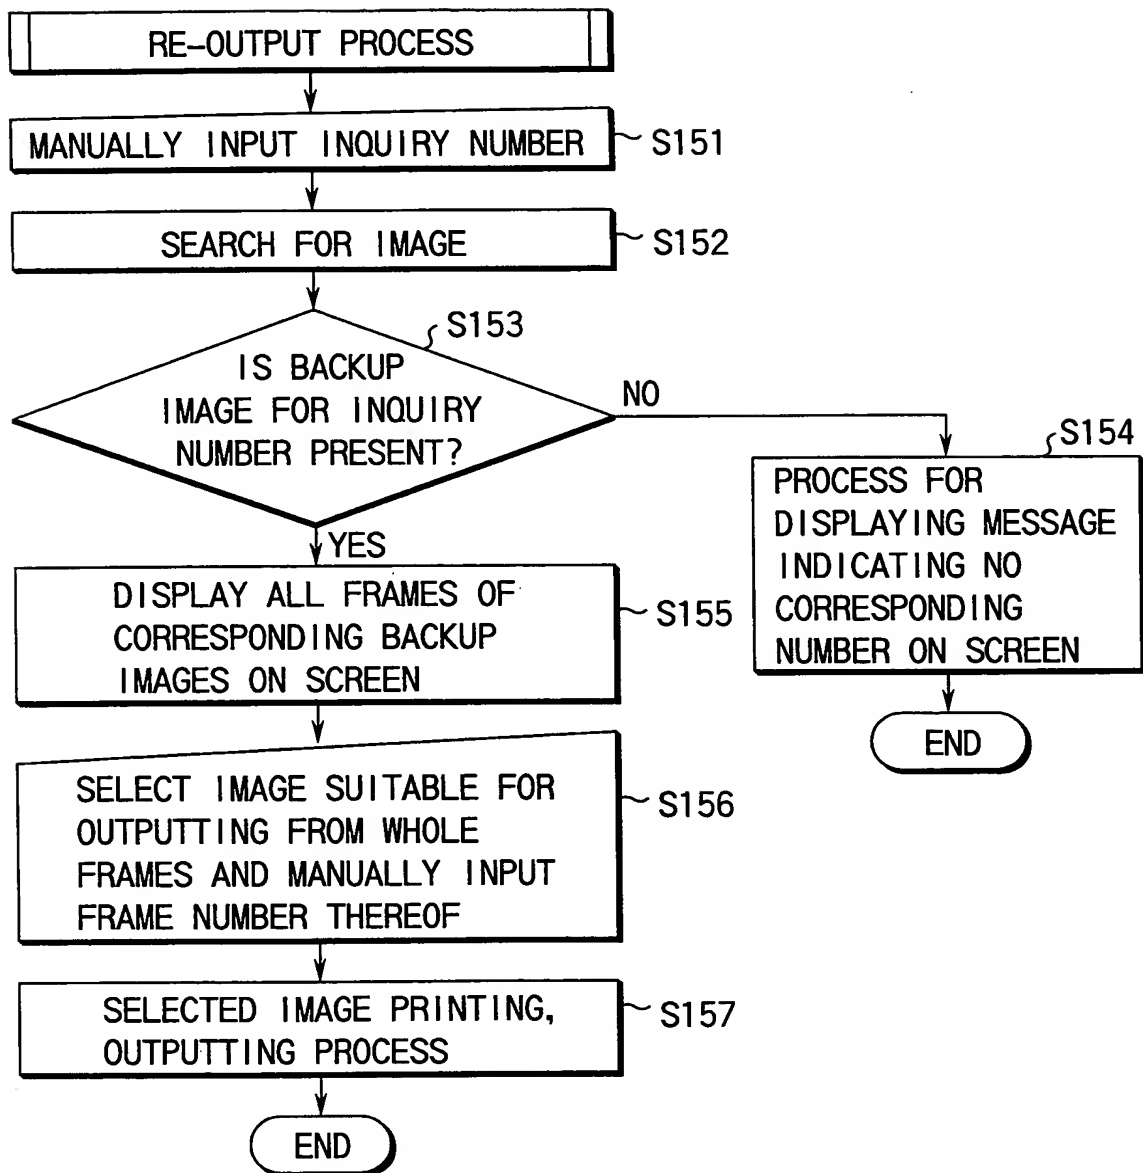 RE-OUTPUT PROCESS
MANUALLY INPUT INQUIRY NUMBER
S151
SEARCH FOR IMAGE
S152
S153
IS BACKUP
IMAGE FOR INQUIRY
NUMBER PRESENT?
NO
S154
PROCESS FOR
DISPLAYING MESSAGE
INDICATING NO
CORRESPONDING
NUMBER ON SCREEN
END
YES
DISPLAY ALL FRAMES OF
CORRESPONDING BACKUP
IMAGES ON SCREEN
S155
SELECT IMAGE SUITABLE FOR
OUTPUTTING FROM WHOLE
FRAMES AND MANUALLY INPUT
FRAME NUMBER THEREOF
S156
SELECTED IMAGE PRINTING,
OUTPUTTING PROCESS
S157
END